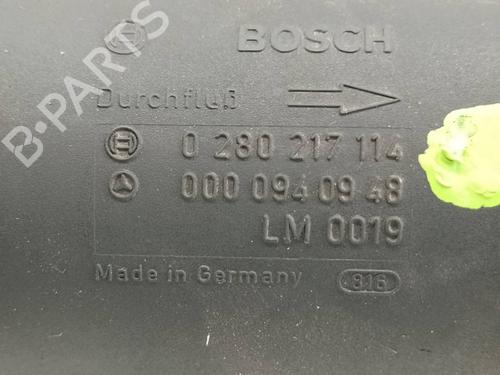 BOSCH
Durchfluß
0 280 217 114
000 094 09 48
LM 0019
Made in Germany 816
B-PARTS